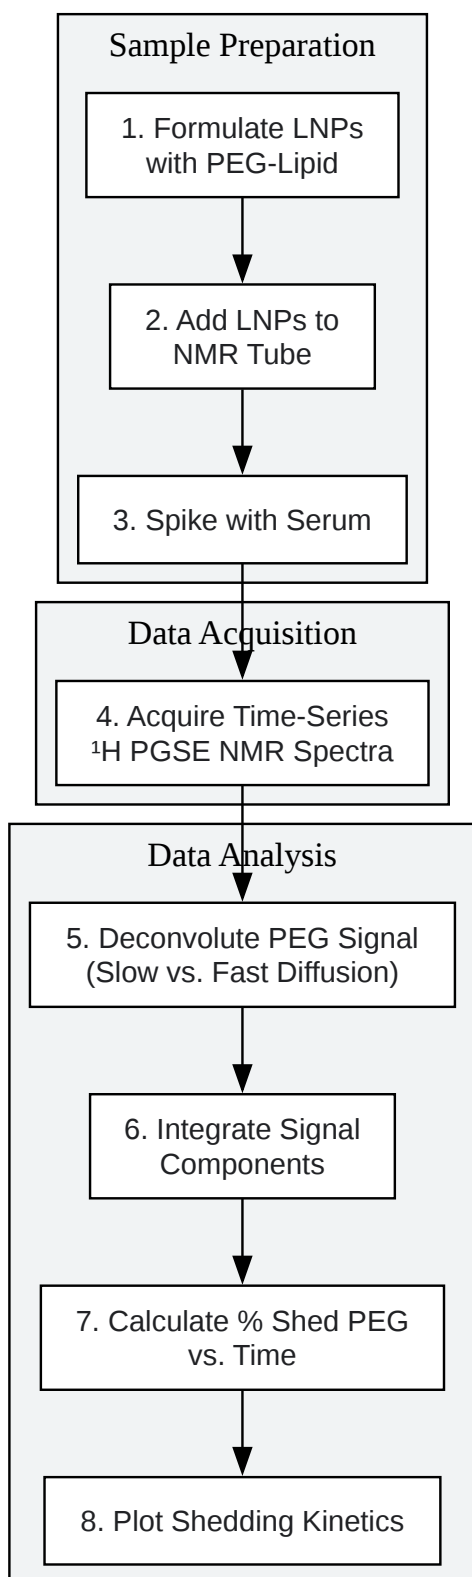 Sample Preparation
1. Formulate LNPs
with PEG-Lipid
2. Add LNPs to
NMR Tube
3. Spike with Serum
Data Acquisition
4. Acquire Time-Series
¹H PGSE NMR Spectra
Data Analysis
5. Deconvolute PEG Signal
(Slow vs. Fast Diffusion)
6. Integrate Signal
Components
7. Calculate % Shed PEG
vs. Time
8. Plot Shedding Kinetics